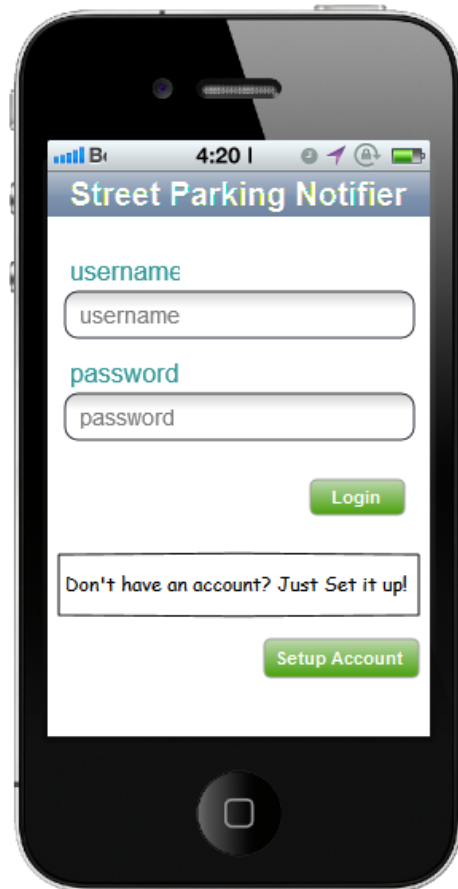 4:20
Street Parking Notifier
username
username
password
password
Login
Don't have an account? Just Set it up!
Setup Account